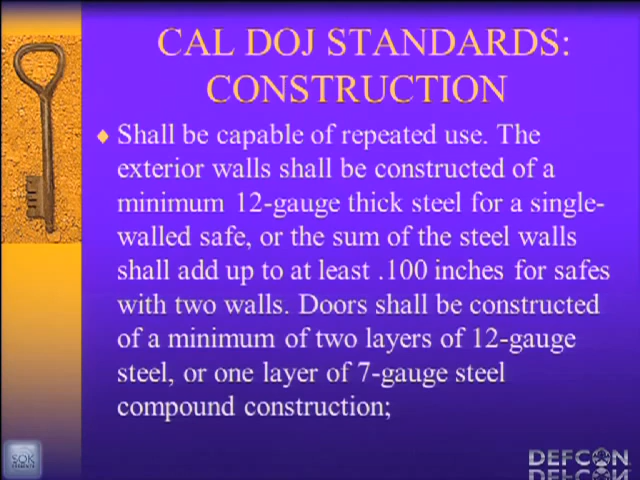 CAL DOJ STANDARDS:
CONSTRUCTION
Shall be capable of repeated use. The
exterior walls shall be constructed of a
minimum 12-gauge thick steel for a single-
walled safe, or the sum of the steel walls
shall add up to at least .100 inches for safes
with two walls. Doors shall be constructed
of a minimum of two layers of 12-gauge
steel, or one layer of 7-gauge steel
compound construction;
SOK
DEFCON